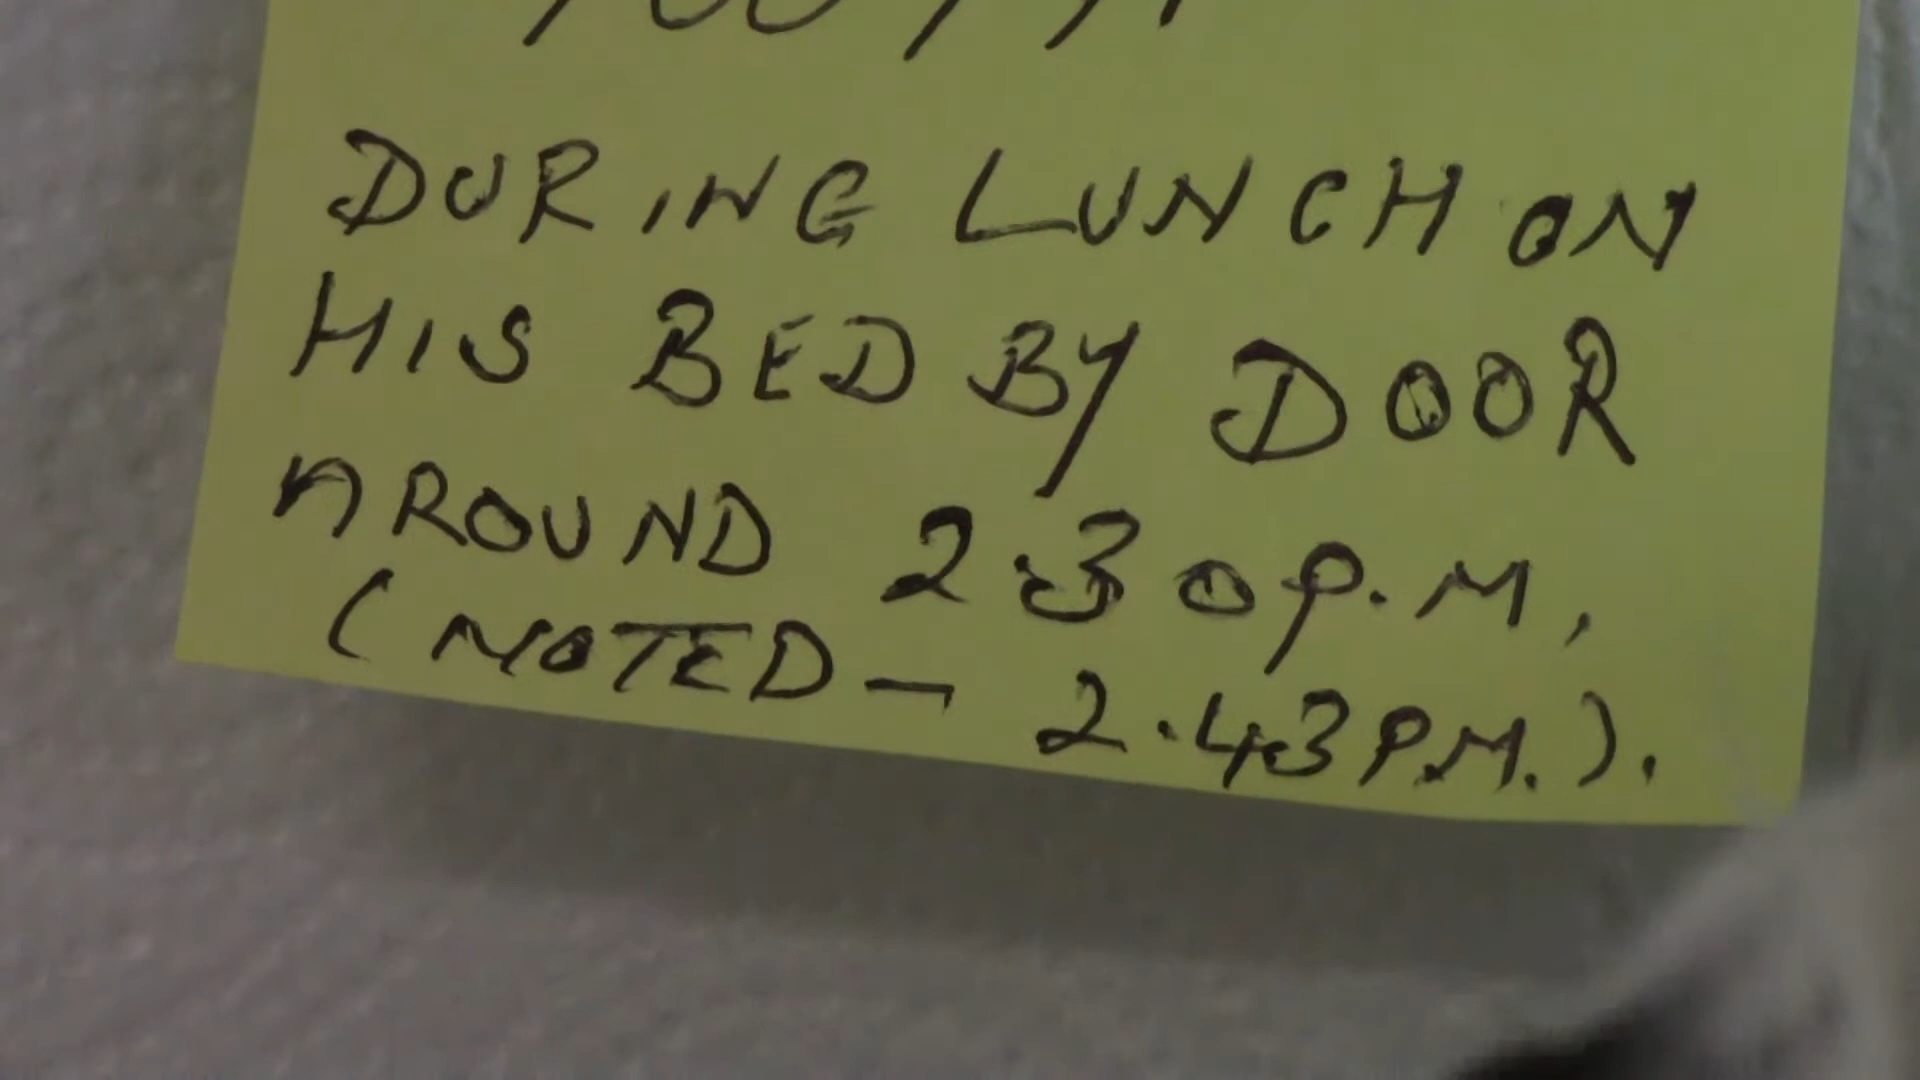 DURING LUNCH ON
HIS BED BY DOOR
AROUND 2.30 P.M,
(NOTED — 2.43 P.M.).